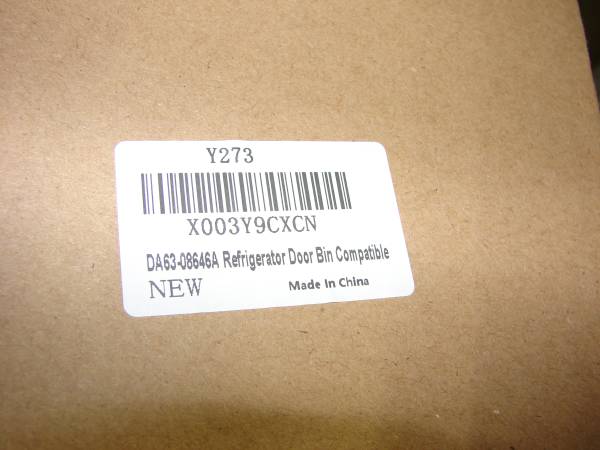 Y273
X003Y9CXCN
DA63-08646A Refrigerator Door Bin Compatible
NEW
Made In China